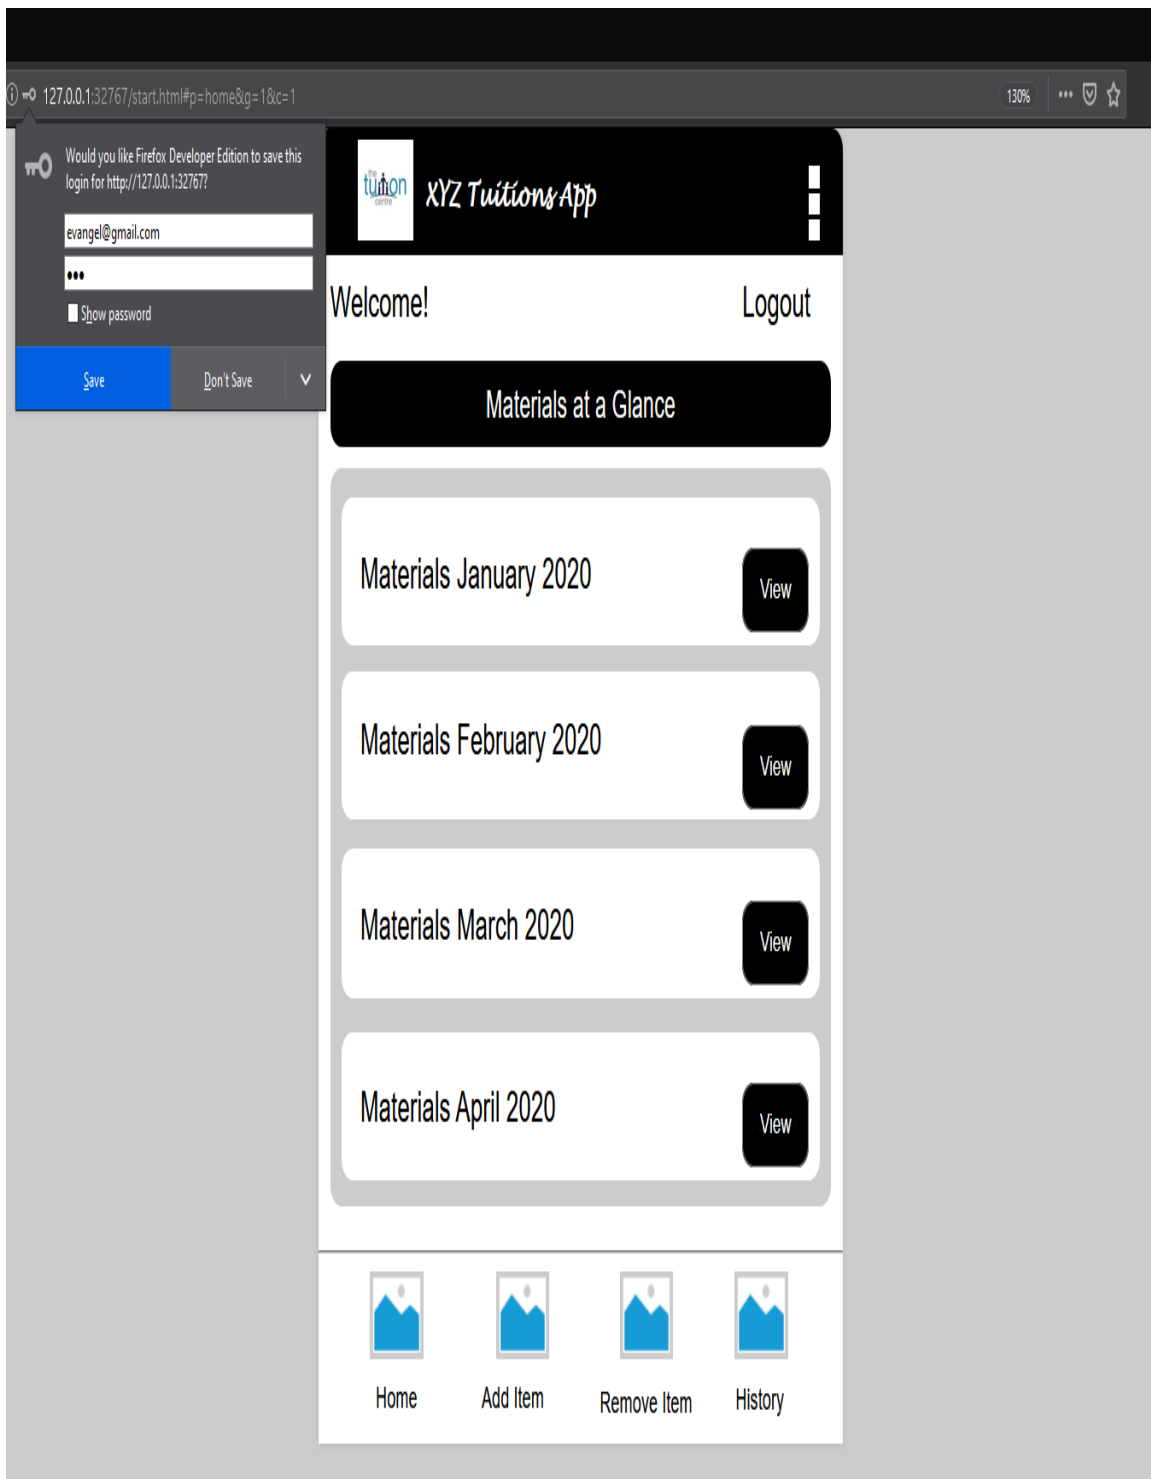 127.0.0.1:32767/start.html#p=home&g=1&c=1
130%
Would you like Firefox Developer Edition to save this
login for http://127.0.0.1:32767?
evangel@gmail.com
•••
Show password
Save
Don't Save
the
tuition
centre
XYZ Tuitions App
Welcome!
Logout
Materials at a Glance
Materials January 2020
View
Materials February 2020
View
Materials March 2020
View
Materials April 2020
View
Home
Add Item
Remove Item
History